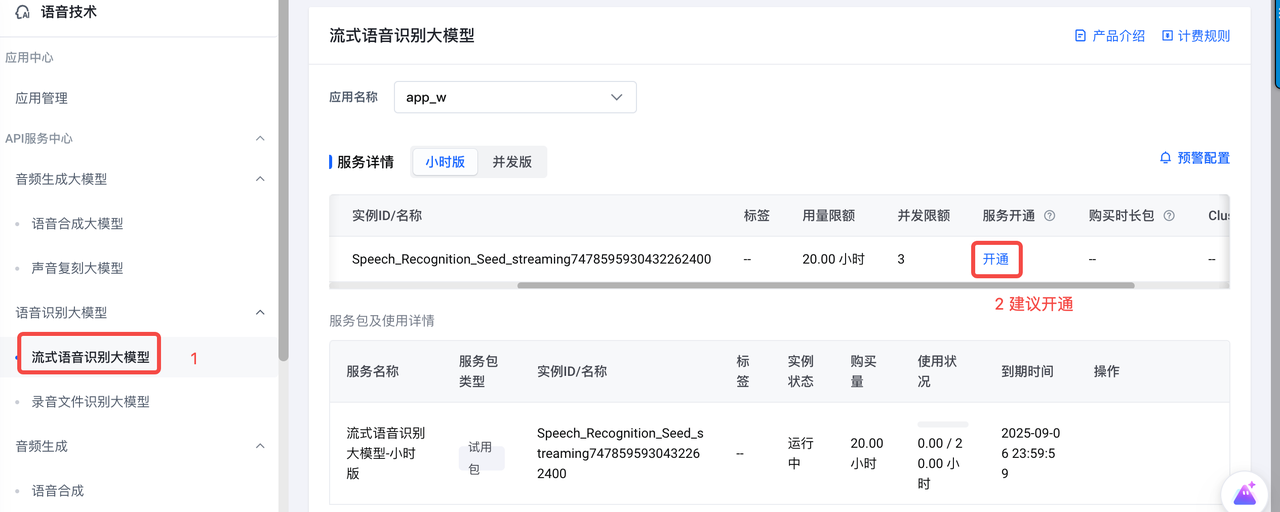 语音技术
应用中心
应用管理
API服务中心
音频生成大模型
语音合成大模型
声音复刻大模型
语音识别大模型
流式语音识别大模型
1
录音文件识别大模型
音频生成
语音合成
流式语音识别大模型
产品介绍
计费规则
应用名称
app_w
服务详情
小时版
并发版
预警配置
实例ID/名称 标签 用量限额 并发限额 服务开通 购买时长包 Clu
Speech_Recognition_Seed_streaming7478595930432262400 -- 20.00 小时 3 开通 -- --
2 建议开通
服务包及使用详情
服务名称
服务包
类型
实例ID/名称
标
签
实例
状态
购买
量
使用状
况
到期时间
操作
流式语音识别
大模型-小时
版
试用
包
Speech_Recognition_Seed_s
treaming747859593043226
2400
--
运行
中
20.00
小时
0.00 / 2
0.00 小
时
2025-09-0
6 23:59:5
9